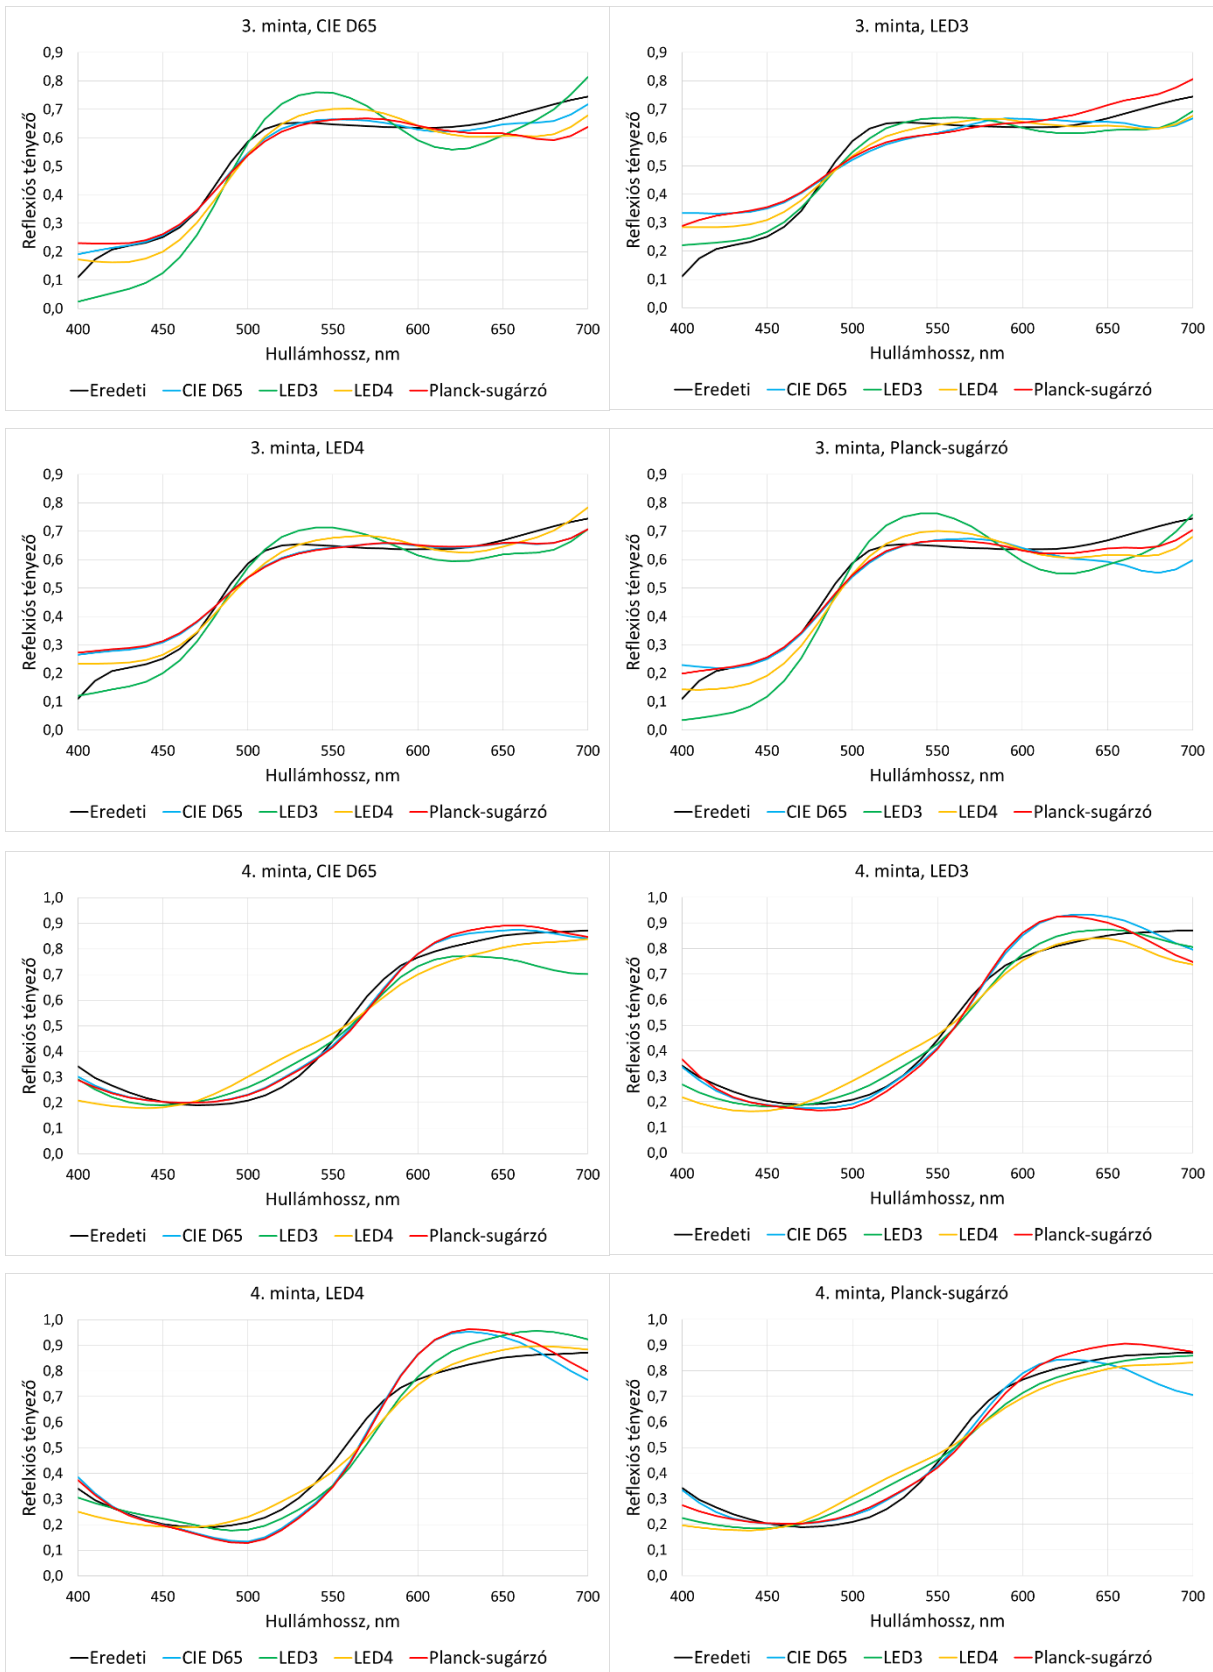 3. minta, CIE D65
0,9
0,8
0,7
0,6
0,5
0,4
0,3
0,2
0,1
0,0
Reflexiós tényező
400 450 500 550 600 650 700
Hullámhossz, nm
Eredeti CIE D65 LED3 LED4 Planck-sugárzó
3. minta, LED3
0,9
0,8
0,7
0,6
0,5
0,4
0,3
0,2
0,1
0,0
Reflexiós tényező
400 450 500 550 600 650 700
Hullámhossz, nm
Eredeti CIE D65 LED3 LED4 Planck-sugárzó
3. minta, LED4
0,9
0,8
0,7
0,6
0,5
0,4
0,3
0,2
0,1
0,0
Refelxiós tényező
400 450 500 550 600 650 700
Hullámhossz, nm
Eredeti CIE D65 LED3 LED4 Planck-sugárzó
3. minta, Planck-sugárzó
0,9
0,8
0,7
0,6
0,5
0,4
0,3
0,2
0,1
0,0
Reflexiós tényező
400 450 500 550 600 650 700
Hullámhossz, nm
Eredeti CIE D65 LED3 LED4 Planck-sugárzó
4. minta, CIE D65
1,0
0,9
0,8
0,7
0,6
0,5
0,4
0,3
0,2
0,1
0,0
Reflexiós tényező
400 450 500 550 600 650 700
Hullámhossz, nm
Eredeti CIE D65 LED3 LED4 Planck-sugárzó
4. minta, LED3
1,0
0,9
0,8
0,7
0,6
0,5
0,4
0,3
0,2
0,1
0,0
Reflexiós tényező
400 450 500 550 600 650 700
Hullámhossz, nm
Eredeti CIE D65 LED3 LED4 Planck-sugárzó
4. minta, LED4
1,0
0,9
0,8
0,7
0,6
0,5
0,4
0,3
0,2
0,1
0,0
Refelxiós tényező
400 450 500 550 600 650 700
Hullámhossz, nm
Eredeti CIE D65 LED3 LED4 Planck-sugárzó
4. minta, Planck-sugárzó
1,0
0,9
0,8
0,7
0,6
0,5
0,4
0,3
0,2
0,1
0,0
Reflexiós tényező
400 450 500 550 600 650 700
Hullámhossz, nm
Eredeti CIE D65 LED3 LED4 Planck-sugárzó